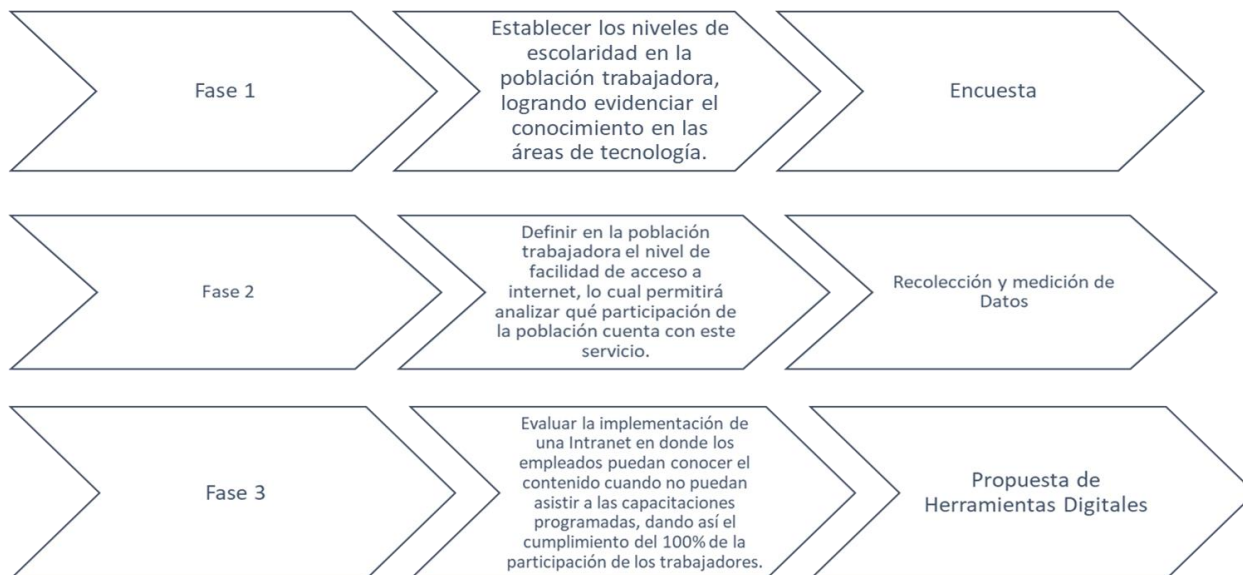 Fase 1
Establecer los niveles de
escolaridad en la
población trabajadora,
logrando evidenciar el
conocimiento en las
áreas de tecnología.
Encuesta
Fase 2
Definir en la población
trabajadora el nivel de
facilidad de acceso a
internet, lo cual permitirá
analizar qué participación de
la población cuenta con este
servicio.
Recolección y medición de
Datos
Fase 3
Evaluar la implementación de
una Intranet en donde los
empleados puedan conocer el
contenido cuando no puedan
asistir a las capacitaciones
programadas, dando así el
cumplimiento del 100% de la
participación de los trabajadores.
Propuesta de
Herramientas Digitales